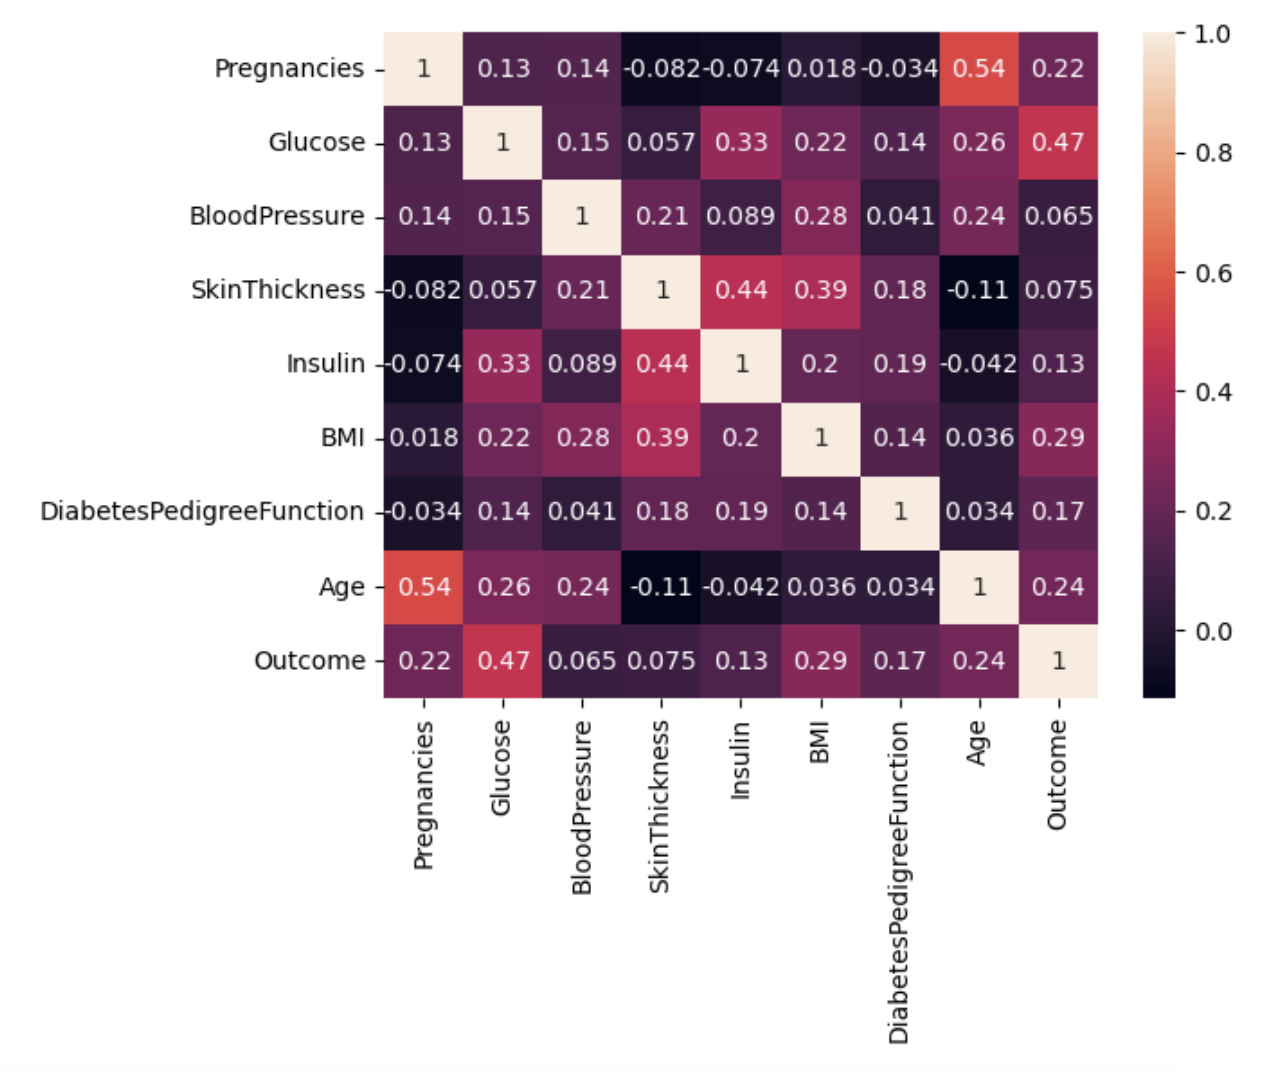 Pregnancies 1 0.13 0.14 -0.082 -0.074 0.018 -0.034 0.54 0.22
Glucose 0.13 1 0.15 0.057 0.33 0.22 0.14 0.26 0.47
BloodPressure 0.14 0.15 1 0.21 0.089 0.28 0.041 0.24 0.065
SkinThickness -0.082 0.057 0.21 1 0.44 0.39 0.18 -0.11 0.075
Insulin -0.074 0.33 0.089 0.44 1 0.2 0.19 -0.042 0.13
BMI 0.018 0.22 0.28 0.39 0.2 1 0.14 0.036 0.29
DiabetesPedigreeFunction -0.034 0.14 0.041 0.18 0.19 0.14 1 0.034 0.17
Age 0.54 0.26 0.24 -0.11 -0.042 0.036 0.034 1 0.24
Outcome 0.22 0.47 0.065 0.075 0.13 0.29 0.17 0.24 1
Pregnancies
Glucose
BloodPressure
SkinThickness
Insulin
BMI
DiabetesPedigreeFunction
Age
Outcome
1.0
0.8
0.6
0.4
0.2
0.0